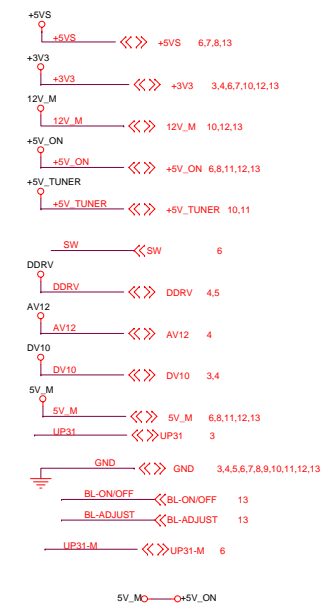 +5VS
+5VS +5VS 6,7,8,13
+3V3
+3V3 +3V3 3,4,6,7,10,12,13
12V_M
12V_M 12V_M 10,12,13
+5V_ON
+5V_ON +5V_ON 6,8,11,12,13
+5V_TUNER
+5V_TUNER +5V_TUNER 10,11
SW SW 6
DDRV
DDRV DDRV 4,5
AV12
AV12 AV12 4
DV10
DV10 DV10 3,4
5V_M
5V_M 5V_M 6,8,11,12,13
UP31 UP31 3
GND GND 3,4,5,6,7,8,9,10,11,12,13
BL-ON/OFF BL-ON/OFF 13
BL-ADJUST BL-ADJUST 13
UP31-M UP31-M 6
5V_M +5V_ON